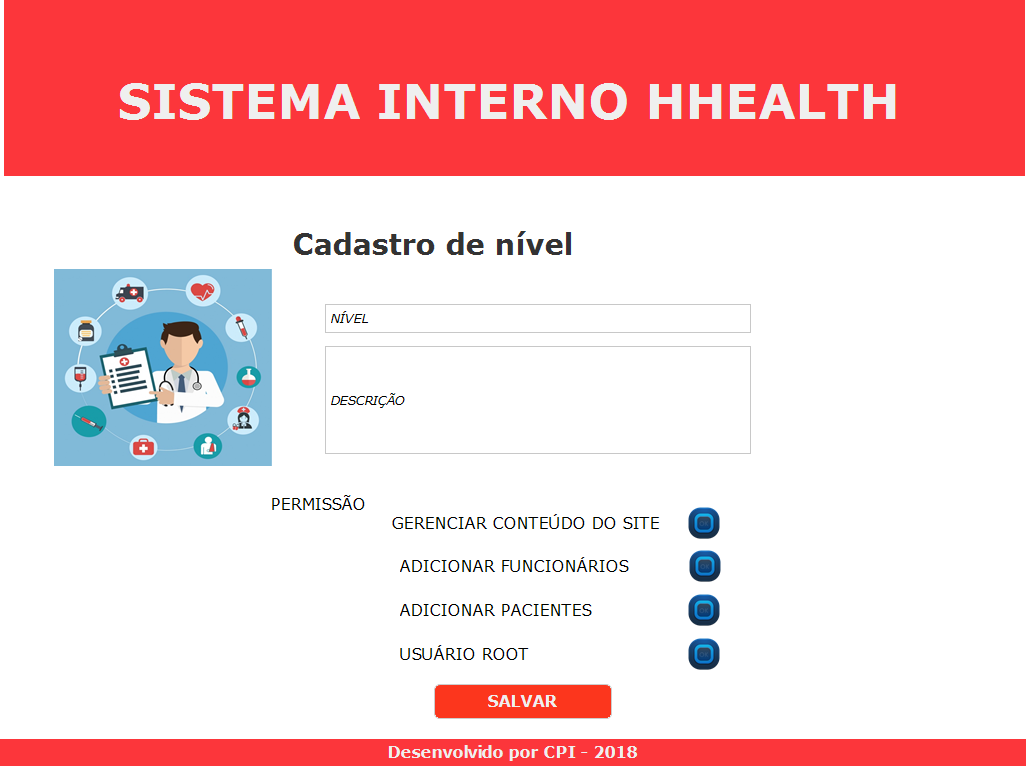 SISTEMA INTERNO HHEALTH
Cadastro de nível
NÍVEL
DESCRIÇÃO
PERMISSÃO
GERENCIAR CONTEÚDO DO SITE
ADICIONAR FUNCIONÁRIOS
ADICIONAR PACIENTES
USUÁRIO ROOT
SALVAR
Desenvolvido por CPI - 2018